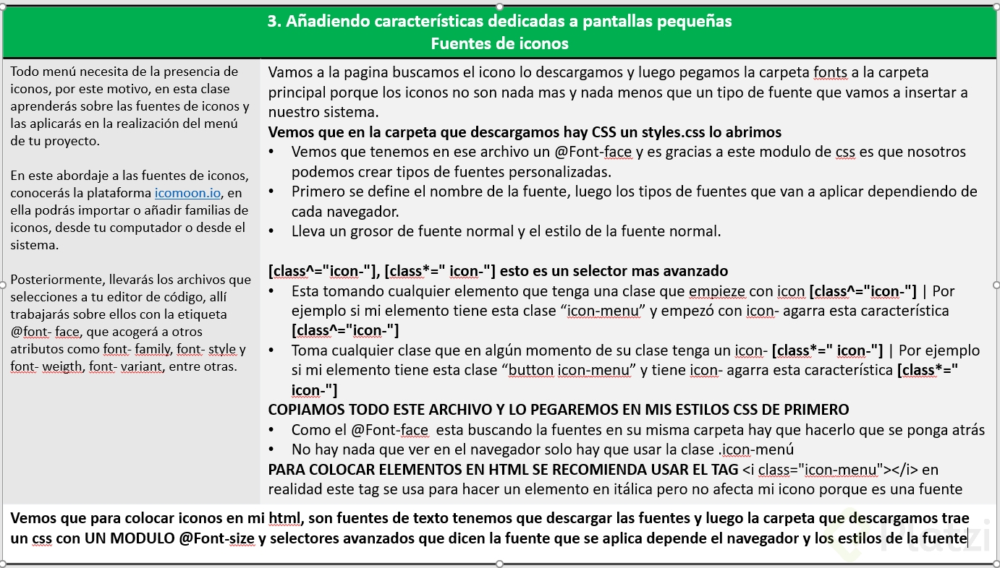 3. Añadiendo características dedicadas a pantallas pequeñas
Fuentes de iconos
Todo menú necesita de la presencia de
iconos, por este motivo, en esta clase
aprenderás sobre las fuentes de iconos y
las aplicarás en la realización del menú
de tu proyecto.
En este abordaje a las fuentes de iconos,
conocerás la plataforma icomoon.io, en
ella podrás importar o añadir familias de
iconos, desde tu computador o desde el
sistema.
Posteriormente, llevarás los archivos que
selecciones a tu editor de código, allí
trabajarás sobre ellos con la etiqueta
@font- face, que acogerá a otros
atributos como font- family, font- style y
font- weigth, font- variant, entre otras.
Vamos a la pagina buscamos el icono lo descargamos y luego pegamos la carpeta fonts a la carpeta
principal porque los iconos no son nada mas y nada menos que un tipo de fuente que vamos a insertar a
nuestro sistema.
Vemos que en la carpeta que descargamos hay CSS un styles.css lo abrimos
• Vemos que tenemos en ese archivo un @Font-face y es gracias a este modulo de css es que nosotros
podemos crear tipos de fuentes personalizadas.
• Primero se define el nombre de la fuente, luego los tipos de fuentes que van a aplicar dependiendo de
cada navegador.
• Lleva un grosor de fuente normal y el estilo de la fuente normal.
[class^="icon-"], [class*=" icon-"] esto es un selector mas avanzado
• Esta tomando cualquier elemento que tenga una clase que empieze con icon [class^="icon-"] | Por
ejemplo si mi elemento tiene esta clase “icon-menu” y empezó con icon- agarra esta característica
[class^="icon-"]
• Toma cualquier clase que en algún momento de su clase tenga un icon- [class*=" icon-"] | Por ejemplo
si mi elemento tiene esta clase “button icon-menu” y tiene icon- agarra esta característica [class*="
icon-"]
COPIAMOS TODO ESTE ARCHIVO Y LO PEGAREMOS EN MIS ESTILOS CSS DE PRIMERO
• Como el @Font-face esta buscando la fuentes en su misma carpeta hay que hacerlo que se ponga atrás
• No hay nada que ver en el navegador solo hay que usar la clase .icon-menú
PARA COLOCAR ELEMENTOS EN HTML SE RECOMIENDA USAR EL TAG <i class="icon-menu"></i> en
realidad este tag se usa para hacer un elemento en itálica pero no afecta mi icono porque es una fuente
Vemos que para colocar iconos en mi html, son fuentes de texto tenemos que descargar las fuentes y luego la carpeta que descargamos trae
un css con UN MODULO @Font-size y selectores avanzados que dicen la fuente que se aplica depende el navegador y los estilos de la fuente
Platzi